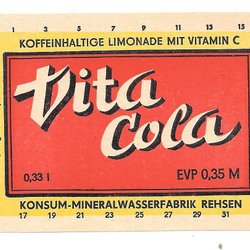 1 3 5 7 9 11 13 15
KOFFEINHALTIGE LIMONADE MIT VITAMIN C
Vita
Cola
0,33 l
EVP 0,35 M
KONSUM-MINERALWASSERFABRIK REHSEN
17 19 21 23 25 27 29 31